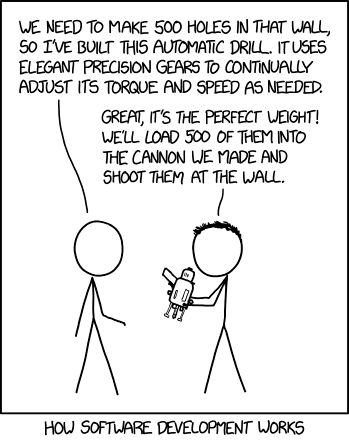 WE NEED TO MAKE 500 HOLES IN THAT WALL,
SO I'VE BUILT THIS AUTOMATIC DRILL. IT USES
ELEGANT PRECISION GEARS TO CONTINUALLY
ADJUST ITS TORQUE AND SPEED AS NEEDED.
GREAT, IT'S THE PERFECT WEIGHT!
WE'LL LOAD 500 OF THEM INTO
THE CANNON WE MADE AND
SHOOT THEM AT THE WALL.
HOW SOFTWARE DEVELOPMENT WORKS